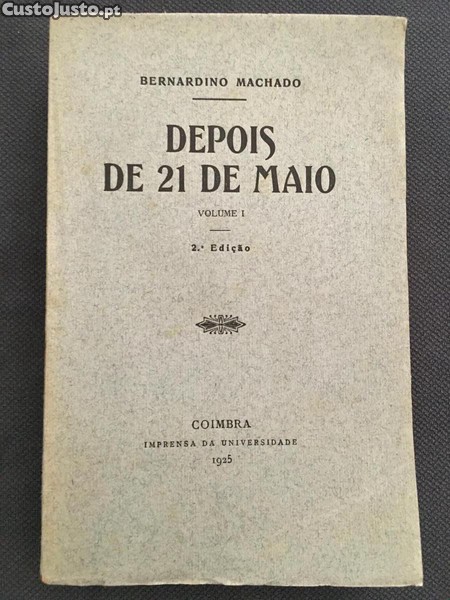 CustoJusto.pt
BERNARDINO MACHADO
DEPOIS
DE 21 DE MAIO
VOLUME I
2.ª Edição
COIMBRA
IMPRENSA DA UNIVERSIDADE
1925